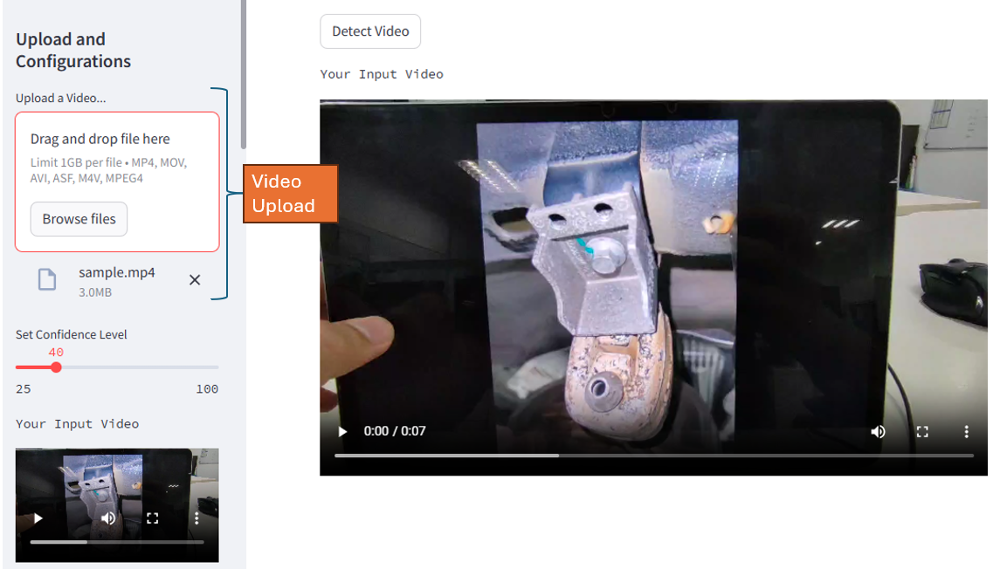 Upload and
Configurations
Upload a Video...
Drag and drop file here
Limit 1GB per file • MP4, MOV,
AVI, ASF, M4V, MPEG4
Browse files
sample.mp4
3.0MB
Set Confidence Level
40
25 100
Your Input Video
Video
Upload
Detect Video
Your Input Video
0:00 / 0:07